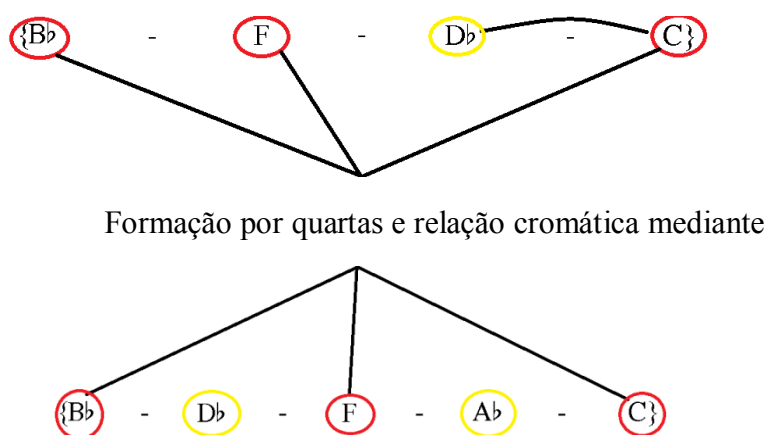 {B♭ - F - D♭ - C}
Formação por quartas e relação cromática mediante
{B♭ - D♭ - F - A♭ - C}